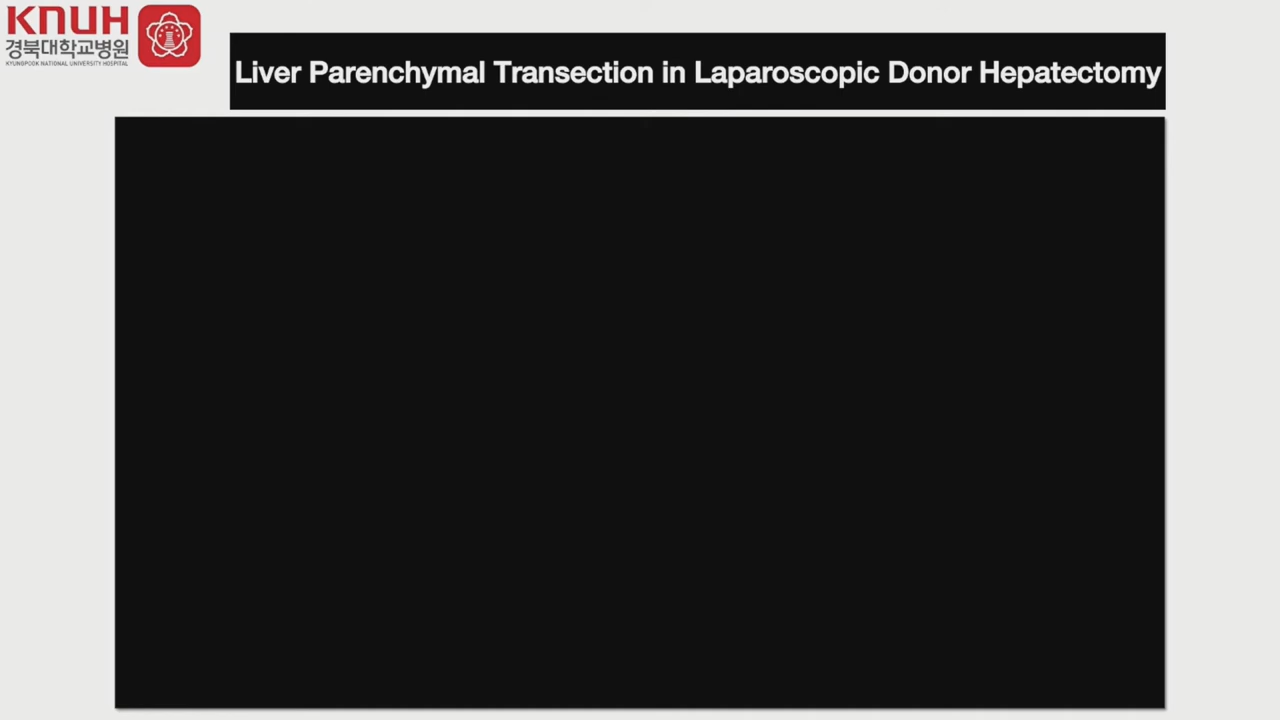 KNUH
경북대학교병원
KYUNGPOOK NATIONAL UNIVERSITY HOSPITAL
Liver Parenchymal Transection in Laparoscopic Donor Hepatectomy